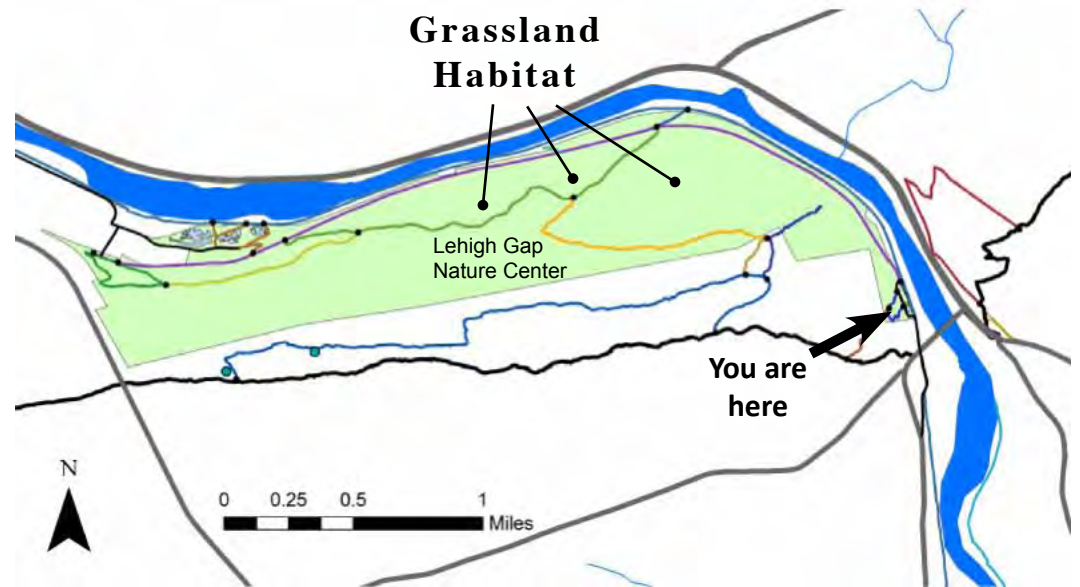 Grassland
Habitat
Lehigh Gap
Nature Center
You are
here
N
0 0.25 0.5 1
Miles